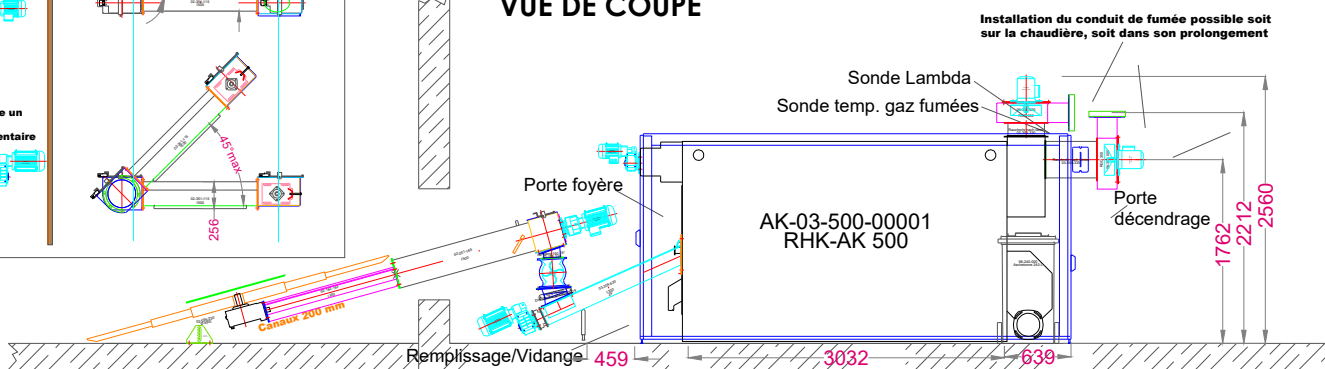 VUE DE COUPE
Installation du conduit de fumée possible soit
sur la chaudière, soit dans son prolongement
Sonde Lambda
Sonde temp. gaz fumées
e un
entaire
45°max
256
Porte foyère
AK-03-500-00001
RHK-AK 500
Porte
décendrage
1762
2212
2560
Canaux 200 mm
Remplissage/Vidange
459
3032
639